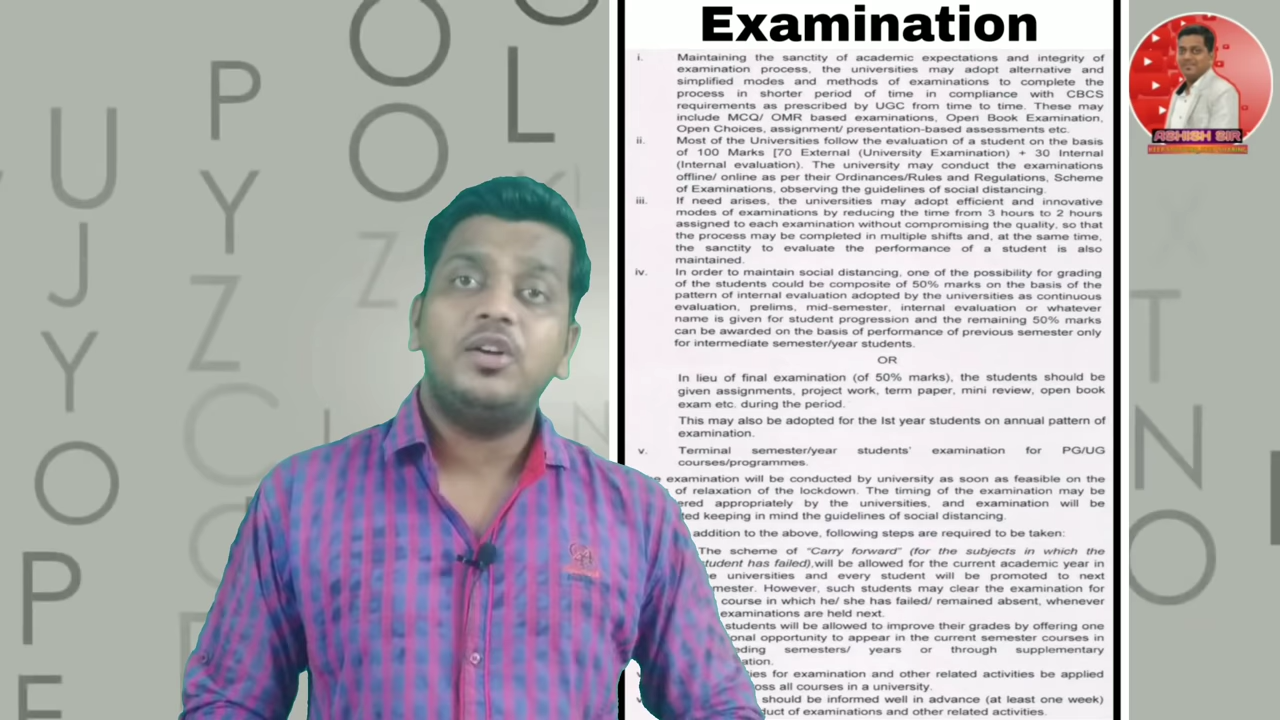 Examination
i. Maintaining the sanctity of academic expectations and integrity of
examination process, the universities may adopt alternative and
simplified modes and methods of examinations to complete the
process in shorter period of time in compliance with CBCS
requirements as prescribed by UGC from time to time. These may
include MCQ/ OMR based examinations, Open Book Examination,
Open Choices, assignment/ presentation-based assessments etc.
ii. Most of the Universities follow the evaluation of a student on the basis
of 100 Marks [70 External (University Examination) + 30 Internal
(Internal evaluation). The university may conduct the examinations
offline/ online as per their Ordinances/Rules and Regulations, Scheme
of Examinations, observing the guidelines of social distancing.
iii. If need arises, the universities may adopt efficient and innovative
modes of examinations by reducing the time from 3 hours to 2 hours
assigned to each examination without compromising the quality, so that
the process may be completed in multiple shifts and, at the same time,
the sanctity to evaluate the performance of a student is also
maintained.
iv. In order to maintain social distancing, one of the possibility for grading
of the students could be composite of 50% marks on the basis of the
pattern of internal evaluation adopted by the universities as continuous
evaluation, prelims, mid-semester, internal evaluation or whatever
name is given for student progression and the remaining 50% marks
can be awarded on the basis of performance of previous semester only
for intermediate semester/year students.
OR
In lieu of final examination (of 50% marks), the students should be
given assignments, project work, term paper, mini review, open book
exam etc. during the period.
This may also be adopted for the Ist year students on annual pattern of
examination.
v. Terminal semester/year students' examination for PG/UG
courses/programmes.
examination will be conducted by university as soon as feasible on the
of relaxation of the lockdown. The timing of the examination may be
appropriately by the universities, and examination will be
keeping in mind the guidelines of social distancing.
addition to the above, following steps are required to be taken:
The scheme of "Carry forward" (for the subjects in which the
student has failed),will be allowed for the current academic year in
universities and every student will be promoted to next
However, such students may clear the examination for
course in which he/ she has failed/ remained absent, whenever
examinations are held next.
students will be allowed to improve their grades by offering one
opportunity to appear in the current semester courses in
semesters/ years or through supplementary
for examination and other related activities be applied
all courses in a university.
should be informed well in advance (at least one week)
of examinations and other related activities.
ASHISH SIR
U
J
Y
O
P
E
P
Y
Z
O
O
Z
O
L
T
N
O